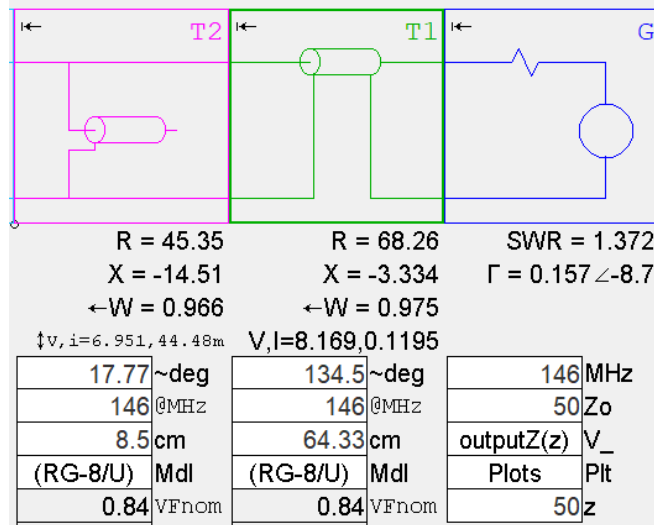 T2 T1 G
R = 45.35 R = 68.26 SWR = 1.372
X = -14.51 X = -3.334 Γ = 0.157∠-8.7
←W = 0.966 ←W = 0.975
↕v,i=6.951,44.48m V,I=8.169,0.1195
17.77 ~deg 134.5 ~deg 146 MHz
146 @MHz 146 @MHz 50 Zo
8.5 cm 64.33 cm outputZ(z) V_
(RG-8/U) Mdl (RG-8/U) Mdl Plots Plt
0.84 VFnom 0.84 VFnom 50 z